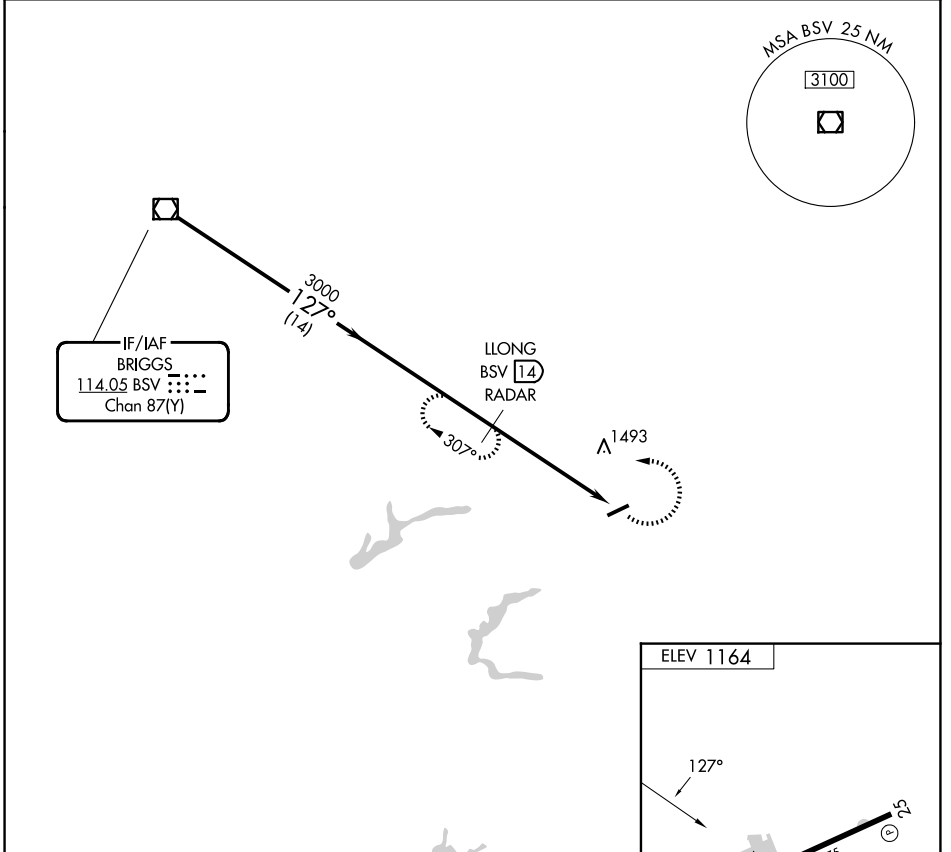 MSA BSV 25 NM
3100
3000
127°
(14)
IF/IAF
BRIGGS
114.05 BSV
Chan 87(Y)
LLONG
BSV 14
RADAR
307°
1493
ELEV 1164
127°
25
P